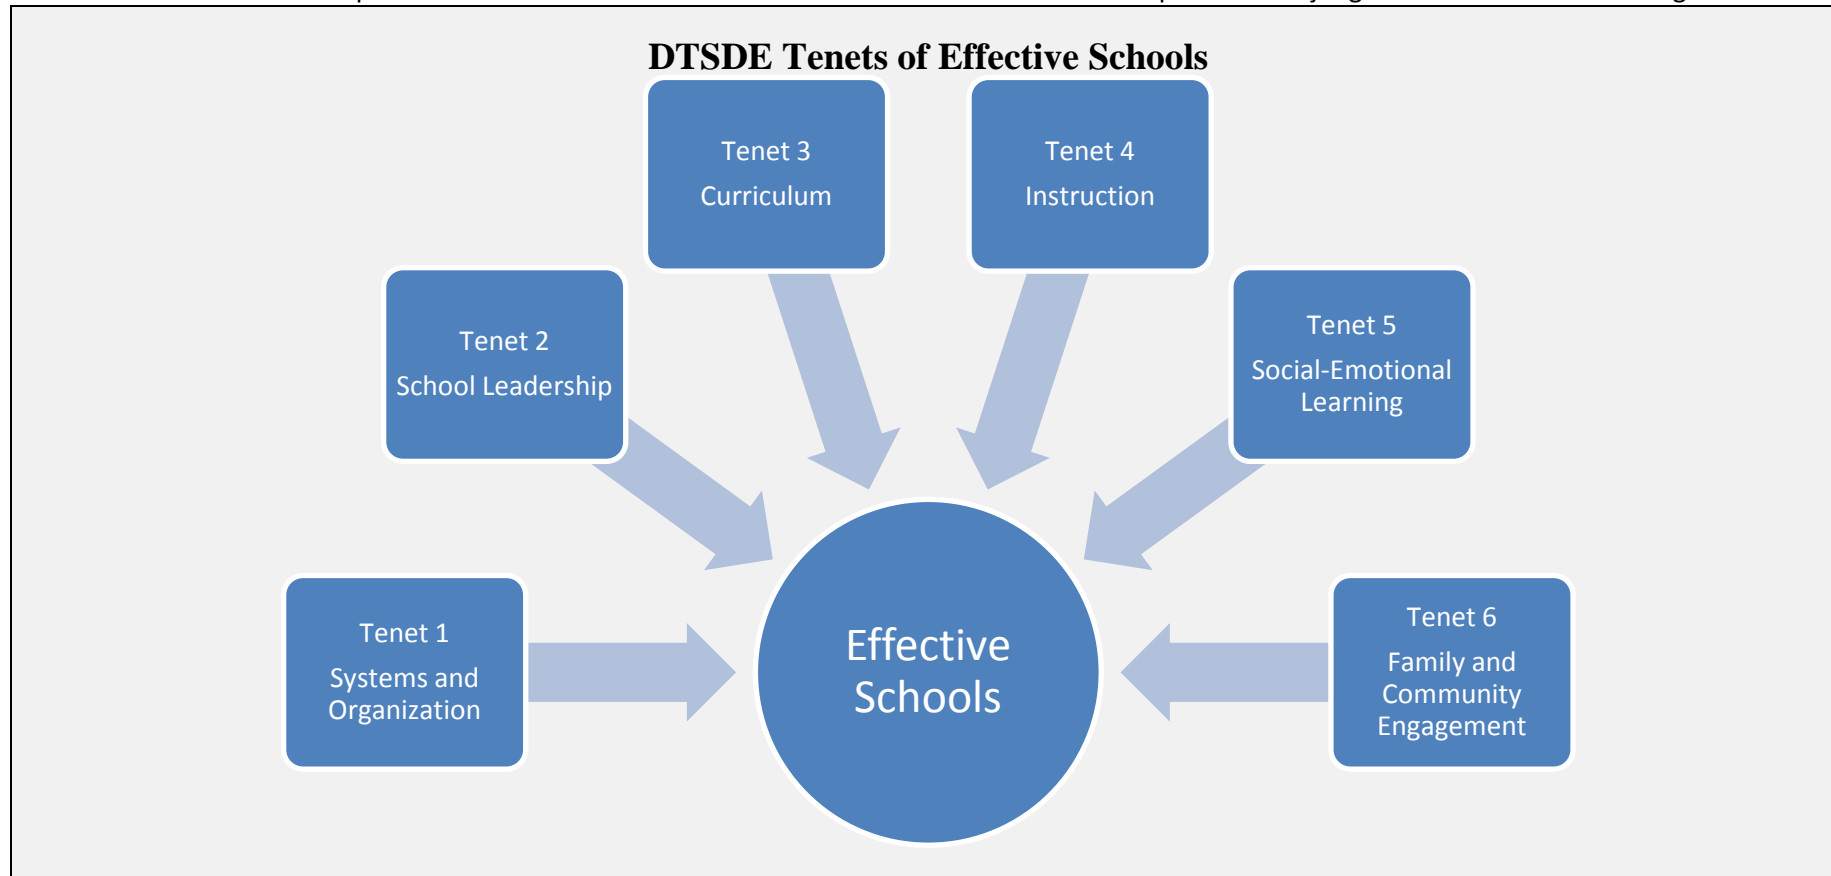 DTSDE Tenets of Effective Schools
Tenet 3
Curriculum
Tenet 4
Instruction
Tenet 2
School Leadership
Tenet 5
Social-Emotional
Learning
Tenet 1
Systems and
Organization
Effective
Schools
Tenet 6
Family and
Community
Engagement